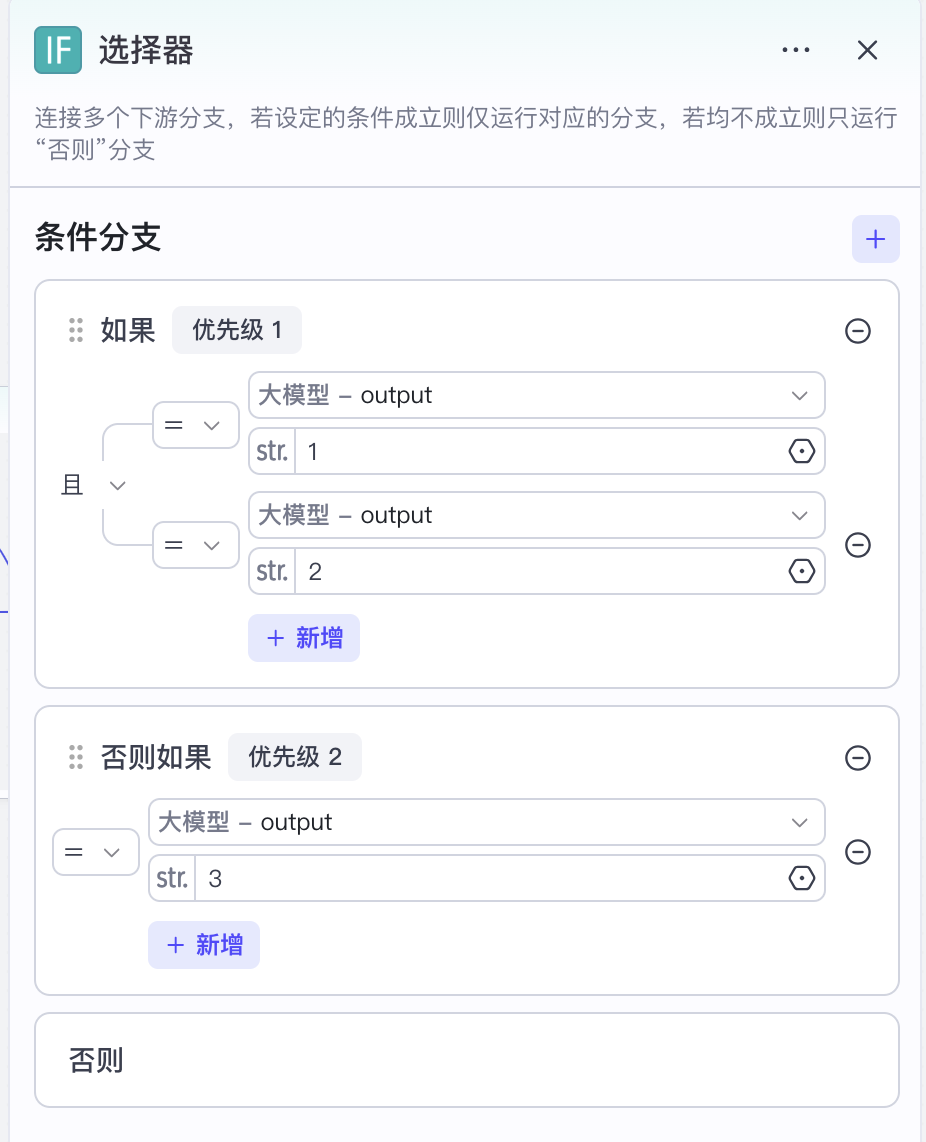 IF 选择器
连接多个下游分支，若设定的条件成立则仅运行对应的分支，若均不成立则只运行
“否则”分支
条件分支
如果 优先级 1
大模型 – output
=
str. 1
且
大模型 – output
=
str. 2
+ 新增
否则如果 优先级 2
大模型 – output
=
str. 3
+ 新增
否则